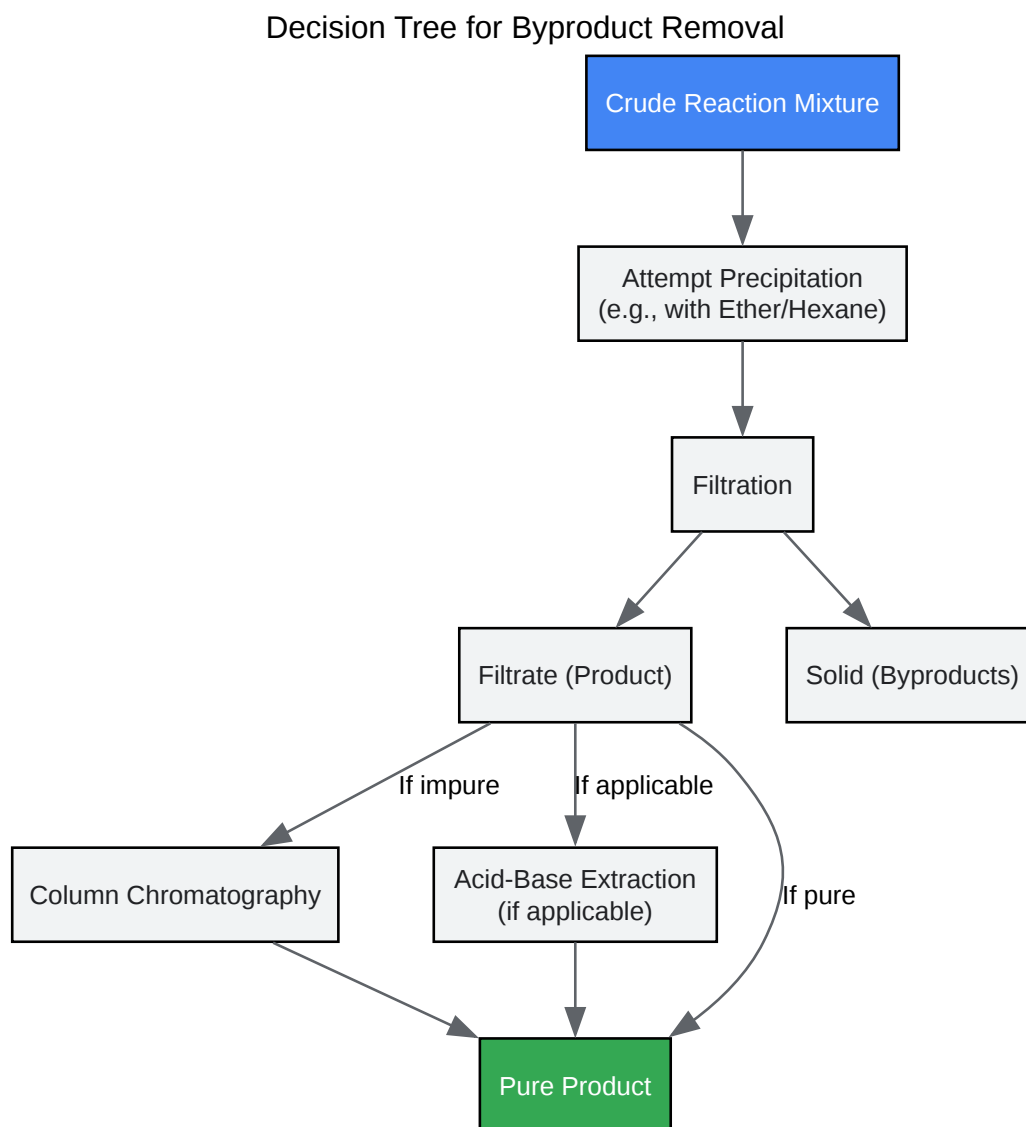 Decision Tree for Byproduct Removal
Crude Reaction Mixture
Attempt Precipitation
(e.g., with Ether/Hexane)
Filtration
Filtrate (Product)
Solid (Byproducts)
If impure
If applicable
Column Chromatography
Acid-Base Extraction
(if applicable)
If pure
Pure Product